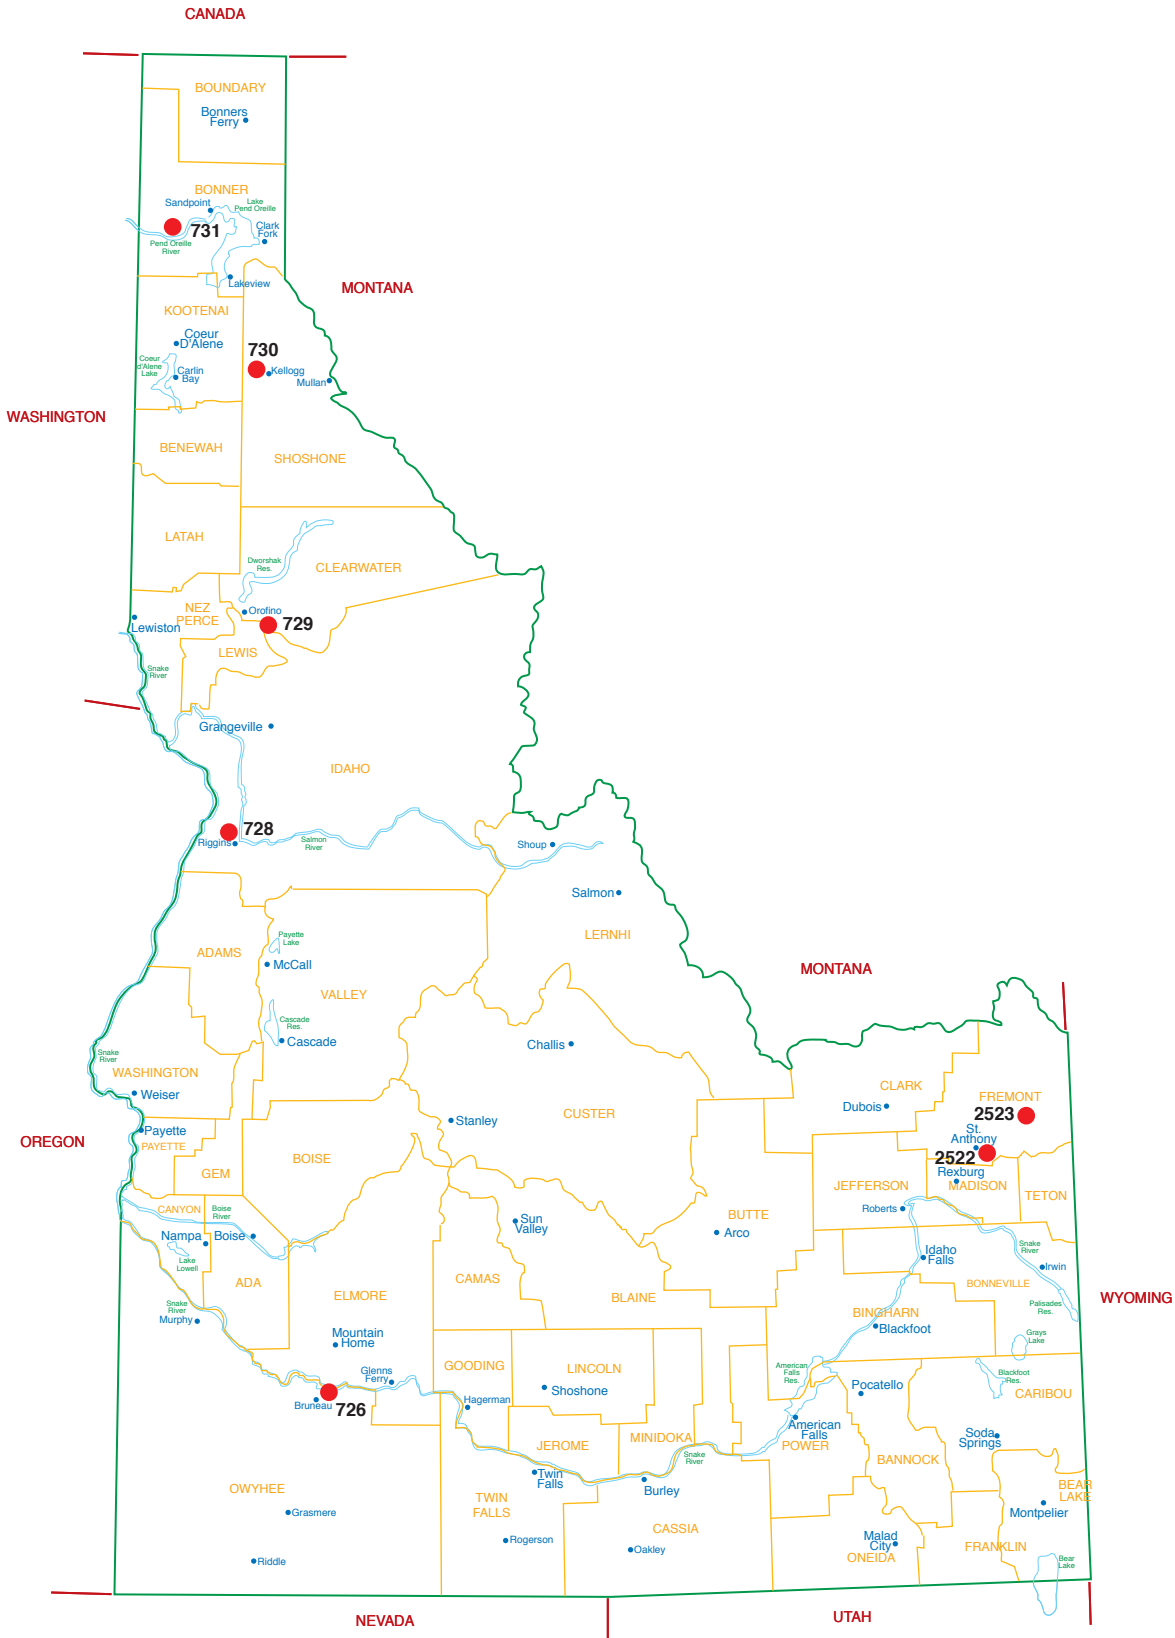 CANADA
BOUNDARY
Bonners
Ferry
BONNER
Sandpoint
Lake
Pend Oreille
731
Clark
Fork
Pend Oreille
River
Lakeview
MONTANA
KOOTENAI
Coeur
D'Alene
730
Coeur
d'Alene
Lake
Carlin
Bay
Kellogg
Mullan
WASHINGTON
BENEWAH
SHOSHONE
LATAH
Dworshak
Res.
CLEARWATER
NEZ
PERCE
Orofino
Lewiston
729
LEWIS
Snake
River
Grangeville
IDAHO
728
Riggins
Salmon
River
Shoup
Salmon
LERNHI
ADAMS
Payette
Lake
McCall
MONTANA
VALLEY
Cascade
Res.
Cascade
Challis
Snake
River
WASHINGTON
Weiser
CLARK
Dubois
FREMONT
2523
CUSTER
Stanley
Payette
OREGON
PAYETTE
St.
Anthony
2522
BOISE
GEM
Rexburg
JEFFERSON
MADISON
TETON
CANYON
Boise
River
Roberts
BUTTE
Sun
Valley
Arco
Nampa
Boise
Lake
Lowell
Idaho
Falls
Snake
River
Irwin
ADA
CAMAS
BONNEVILLE
ELMORE
BLAINE
WYOMING
Snake
River
Murphy
Palisades
Res.
BINGHARN
Blackfoot
Mountain
Home
Grays
Lake
GOODING
LINCOLN
American
Falls
Res.
Glenns
Ferry
Blackfoot
Res.
Pocatello
Shoshone
CARIBOU
Bruneau
726
Hagerman
American
Falls
POWER
Soda
Springs
JEROME
MINIDOKA
Snake
River
BANNOCK
Twin
Falls
Burley
OWYHEE
BEAR
LAKE
TWIN
FALLS
Grasmere
Montpelier
CASSIA
Rogerson
Oakley
Malad
City
ONEIDA
FRANKLIN
Riddle
Bear
Lake
NEVADA
UTAH